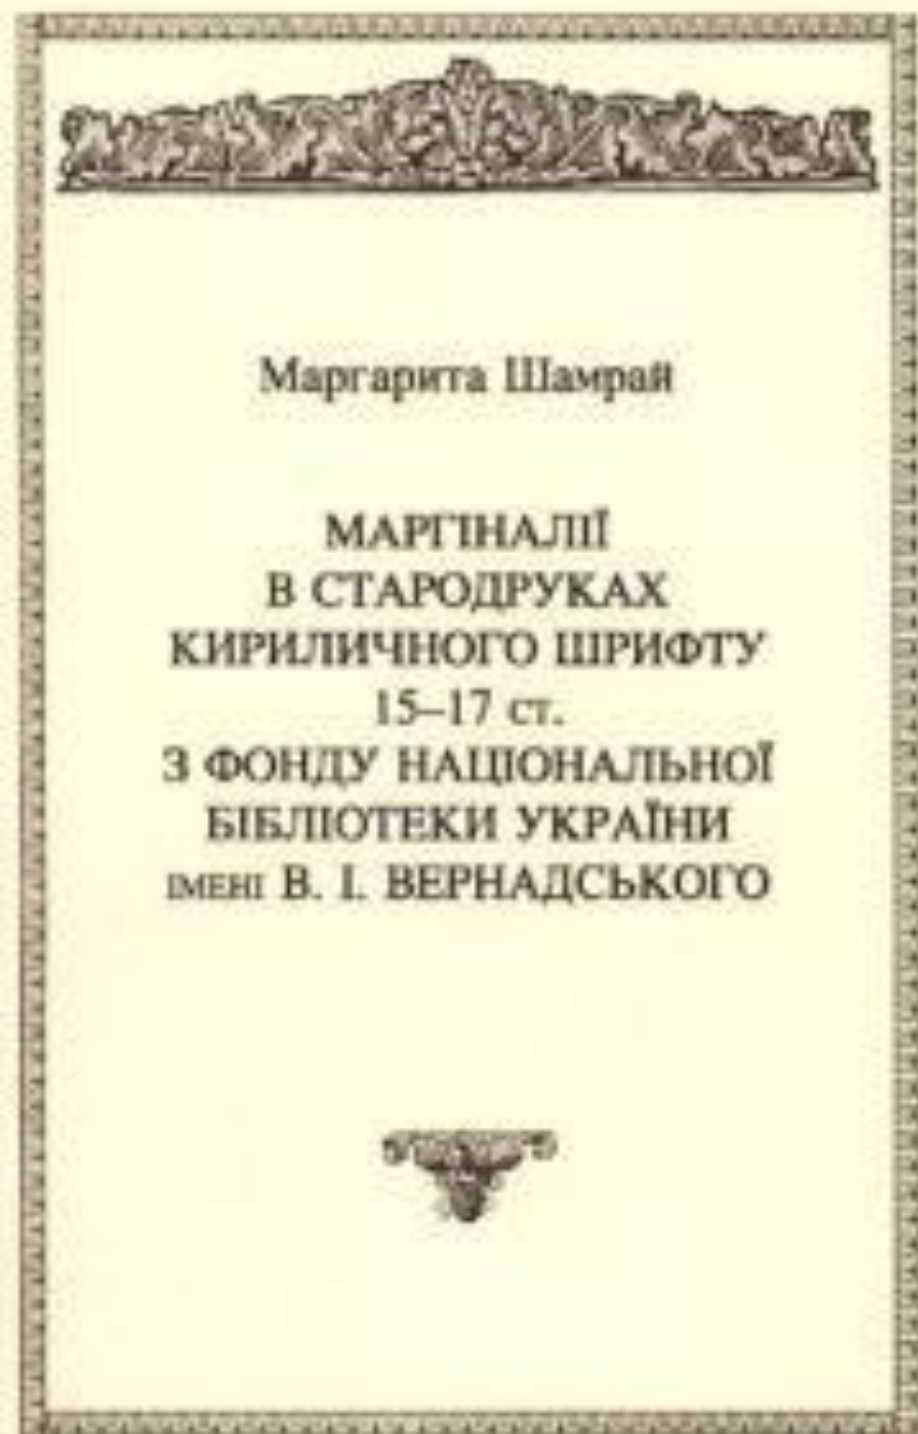 Маргарита Шамрай
МАРГІНАЛІЇ
В СТАРОДРУКАХ
КИРИЛИЧНОГО ШРИФТУ
15–17 ст.
З ФОНДУ НАЦІОНАЛЬНОЇ
БІБЛІОТЕКИ УКРАЇНИ
ІМЕНІ В. І. ВЕРНАДСЬКОГО